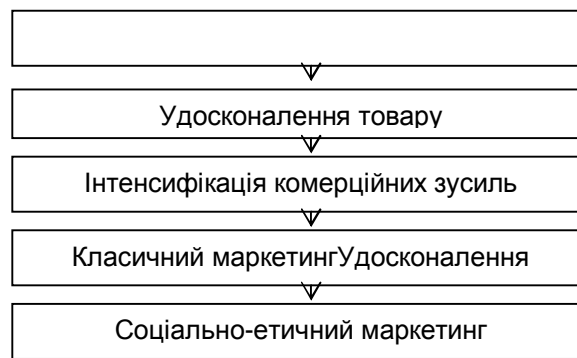 Удосконалення товару
Інтенсифікація комерційних зусиль
Класичний маркетингУдосконалення
Соціально-етичний маркетинг